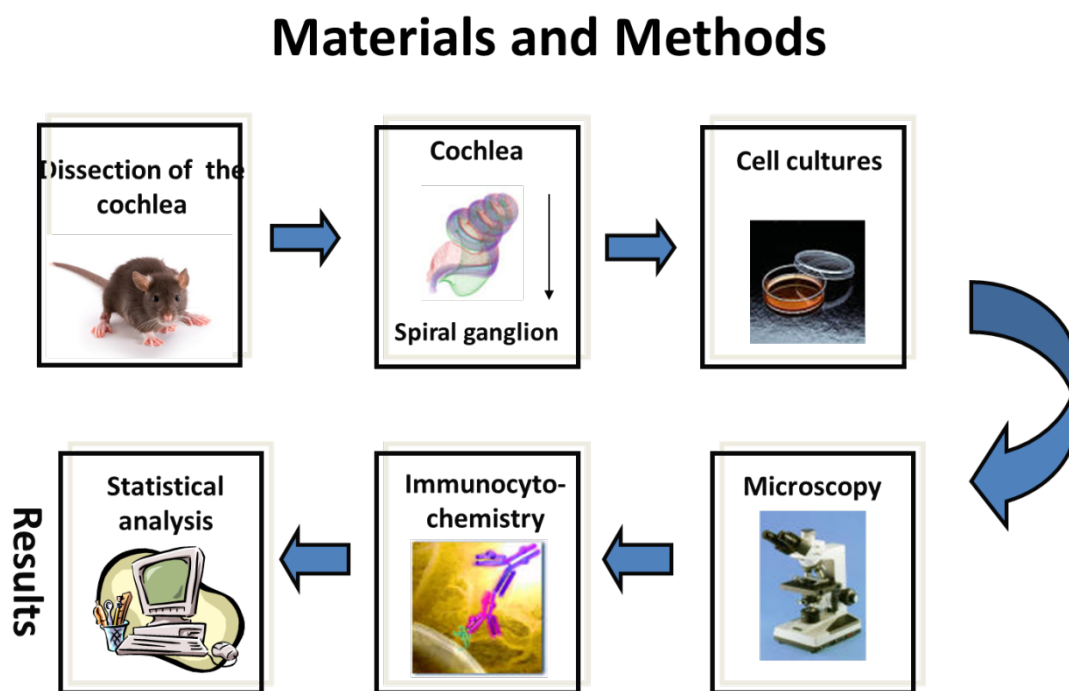 Materials and Methods
Dissection of the
cochlea
Cochlea
Spiral ganglion
Cell cultures
Microscopy
Immunocyto-
chemistry
Statistical
analysis
Results